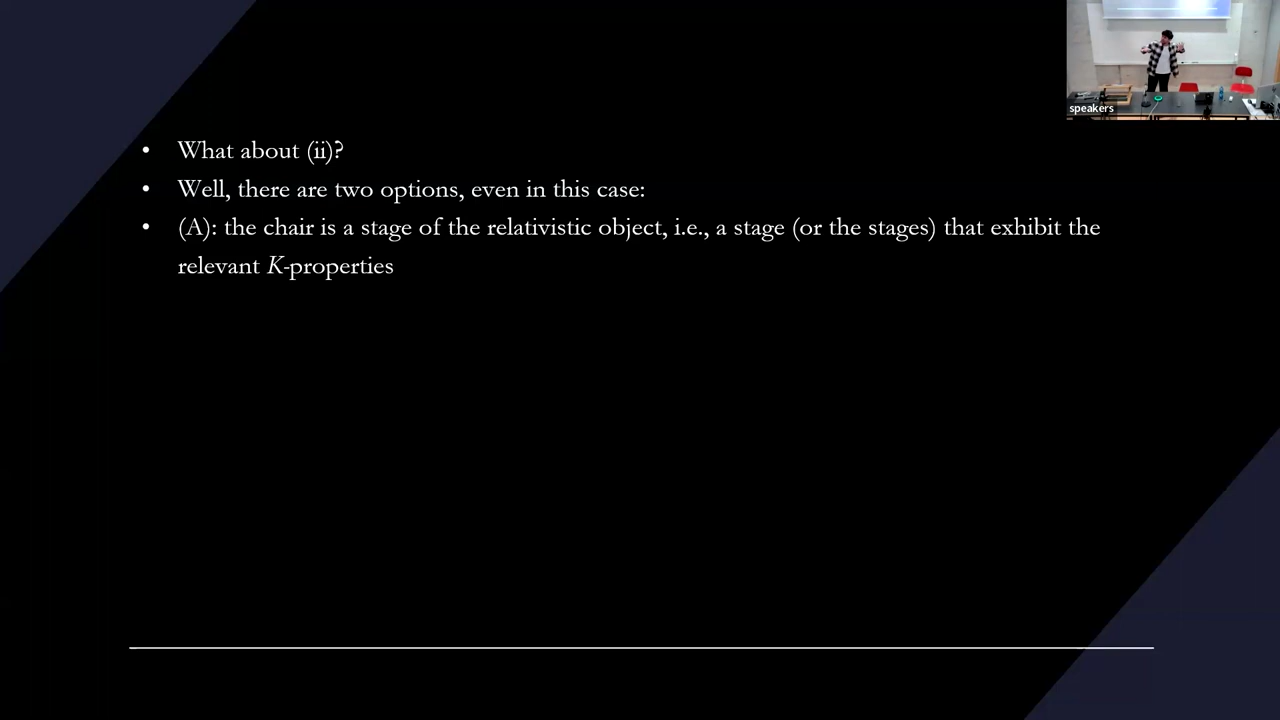 speakers
• What about (ii)?
• Well, there are two options, even in this case:
• (A): the chair is a stage of the relativistic object, i.e., a stage (or the stages) that exhibit the
relevant K-properties